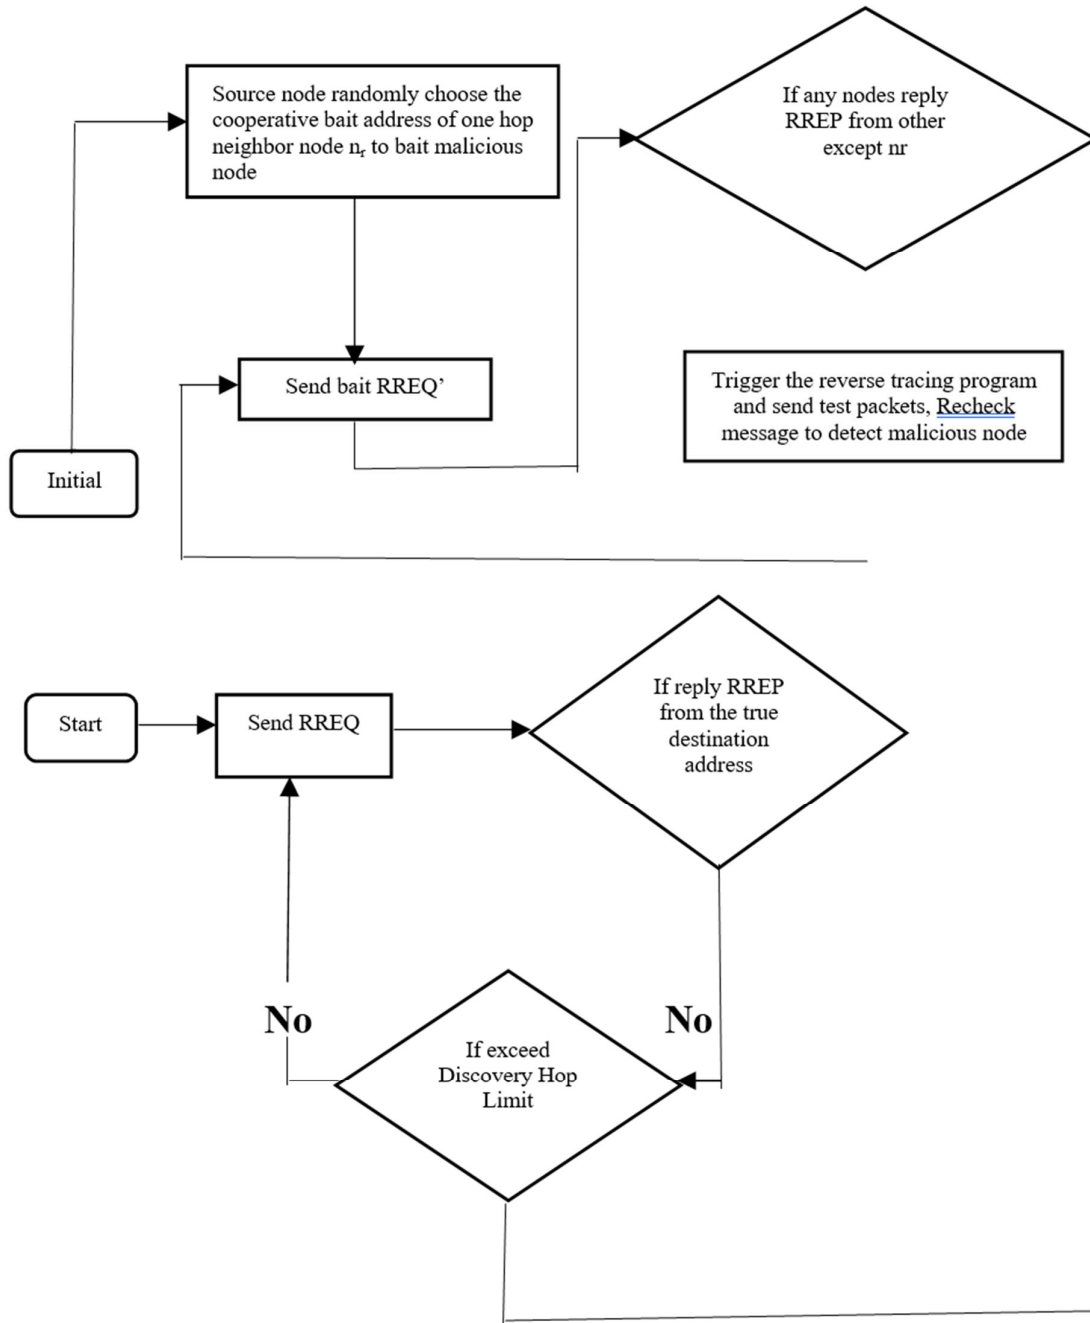 Source node randomly choose the
cooperative bait address of one hop
neighbor node nr to bait malicious
node
If any nodes reply
RREP from other
except nr
Send bait RREQ’
Trigger the reverse tracing program
and send test packets, Recheck
message to detect malicious node
Initial
Start
Send RREQ
If reply RREP
from the true
destination
address
No
No
If exceed
Discovery Hop
Limit